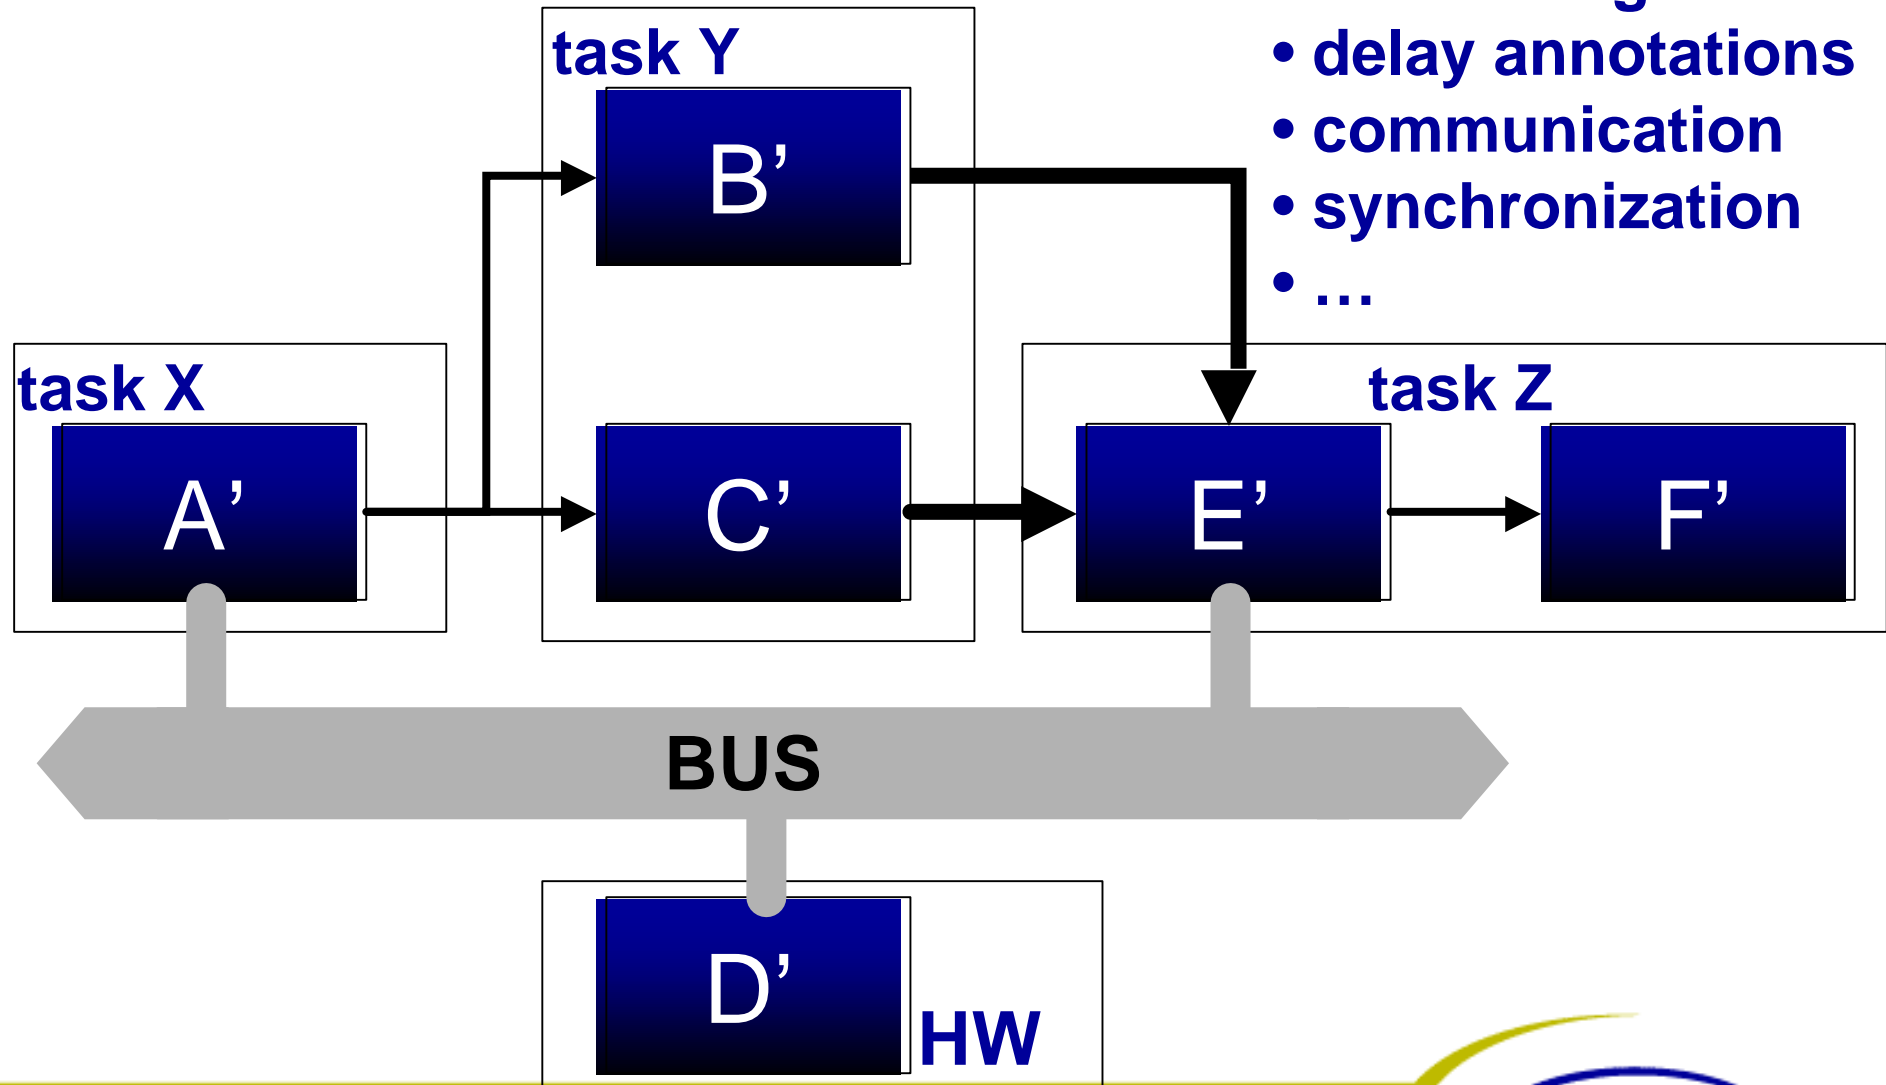 task Y
• delay annotations
• communication
• synchronization
• …
B’
task X
task Z
A’
C’
E’
F’
BUS
D’
HW